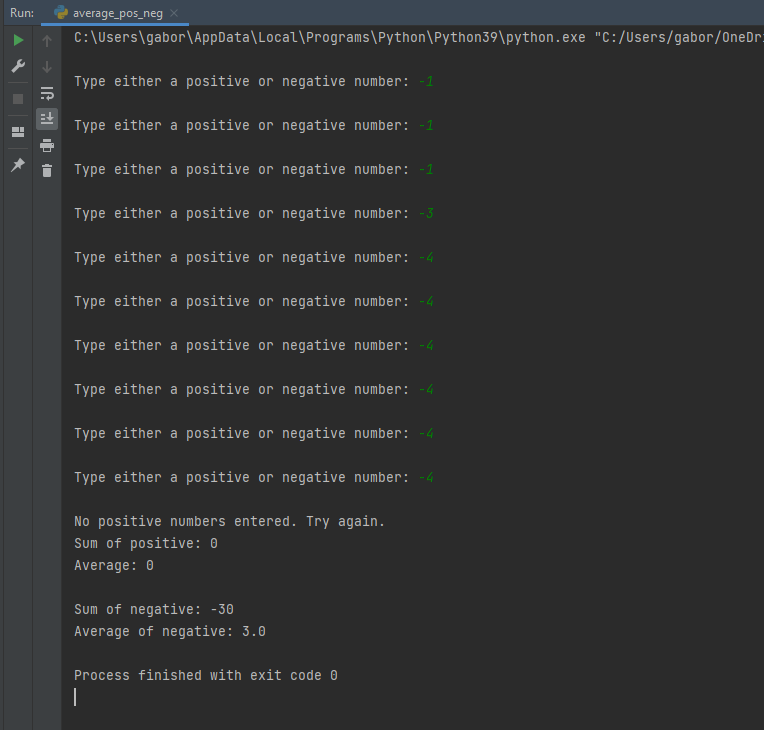 Run: average_pos_neg
C:\Users\gabor\AppData\Local\Programs\Python\Python39\python.exe "C:/Users/gabor/OneDri
Type either a positive or negative number: -1
Type either a positive or negative number: -1
Type either a positive or negative number: -1
Type either a positive or negative number: -3
Type either a positive or negative number: -4
Type either a positive or negative number: -4
Type either a positive or negative number: -4
Type either a positive or negative number: -4
Type either a positive or negative number: -4
Type either a positive or negative number: -4
No positive numbers entered. Try again.
Sum of positive: 0
Average: 0
Sum of negative: -30
Average of negative: 3.0
Process finished with exit code 0